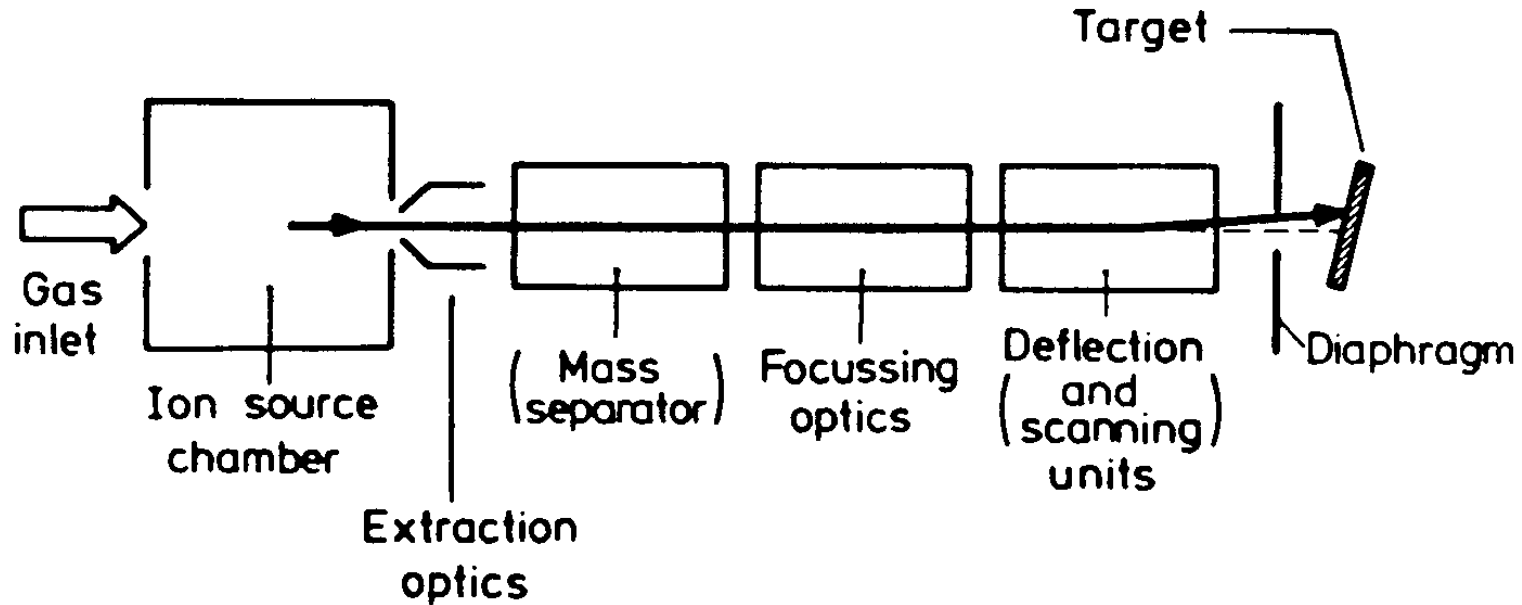 Target
Gas
inlet
Ion source
chamber
Extraction
optics
(Mass
separator)
Focussing
optics
Deflection
(and
scanning)
units
Diaphragm